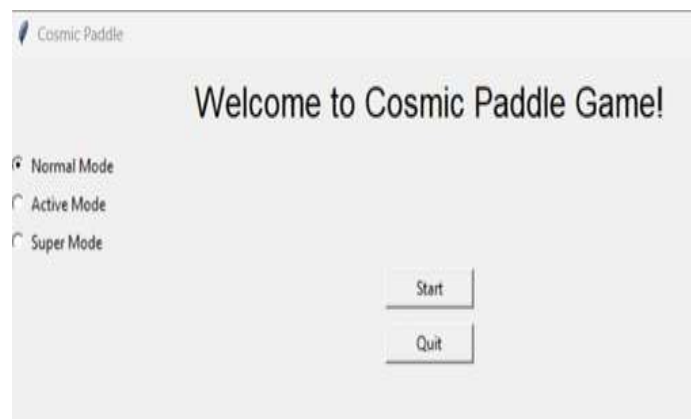 Cosmic Paddle
Welcome to Cosmic Paddle Game!
Normal Mode
Active Mode
Super Mode
Start
Quit